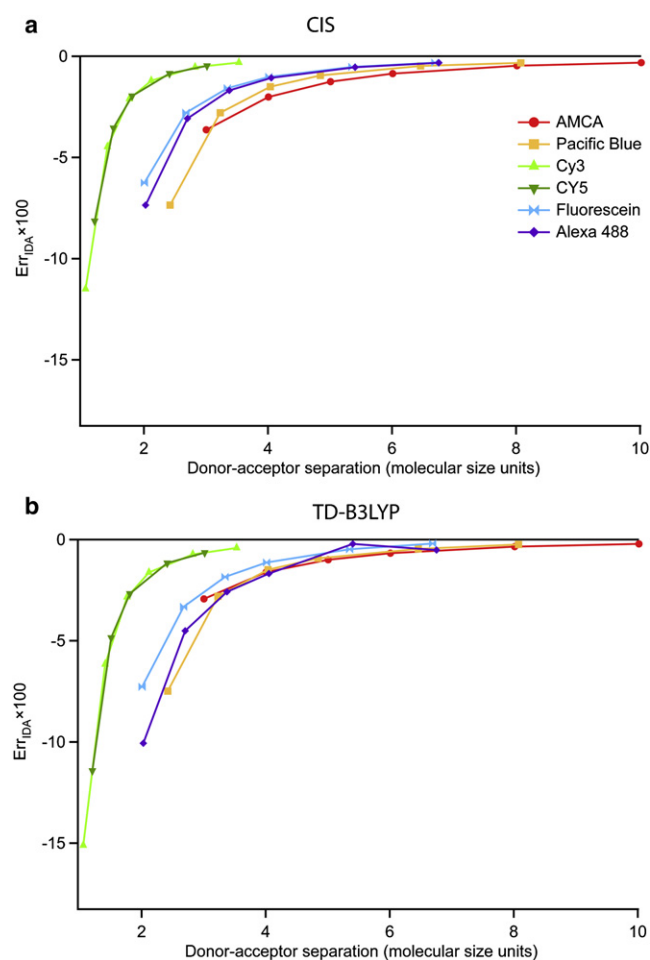 a
CIS
0
-5
-10
-15
Err_IDA×100
AMCA
Pacific Blue
Cy3
CY5
Fluorescein
Alexa 488
2 4 6 8 10
Donor-acceptor separation (molecular size units)
b
TD-B3LYP
0
-5
-10
-15
Err_IDA×100
2 4 6 8 10
Donor-acceptor separation (molecular size units)